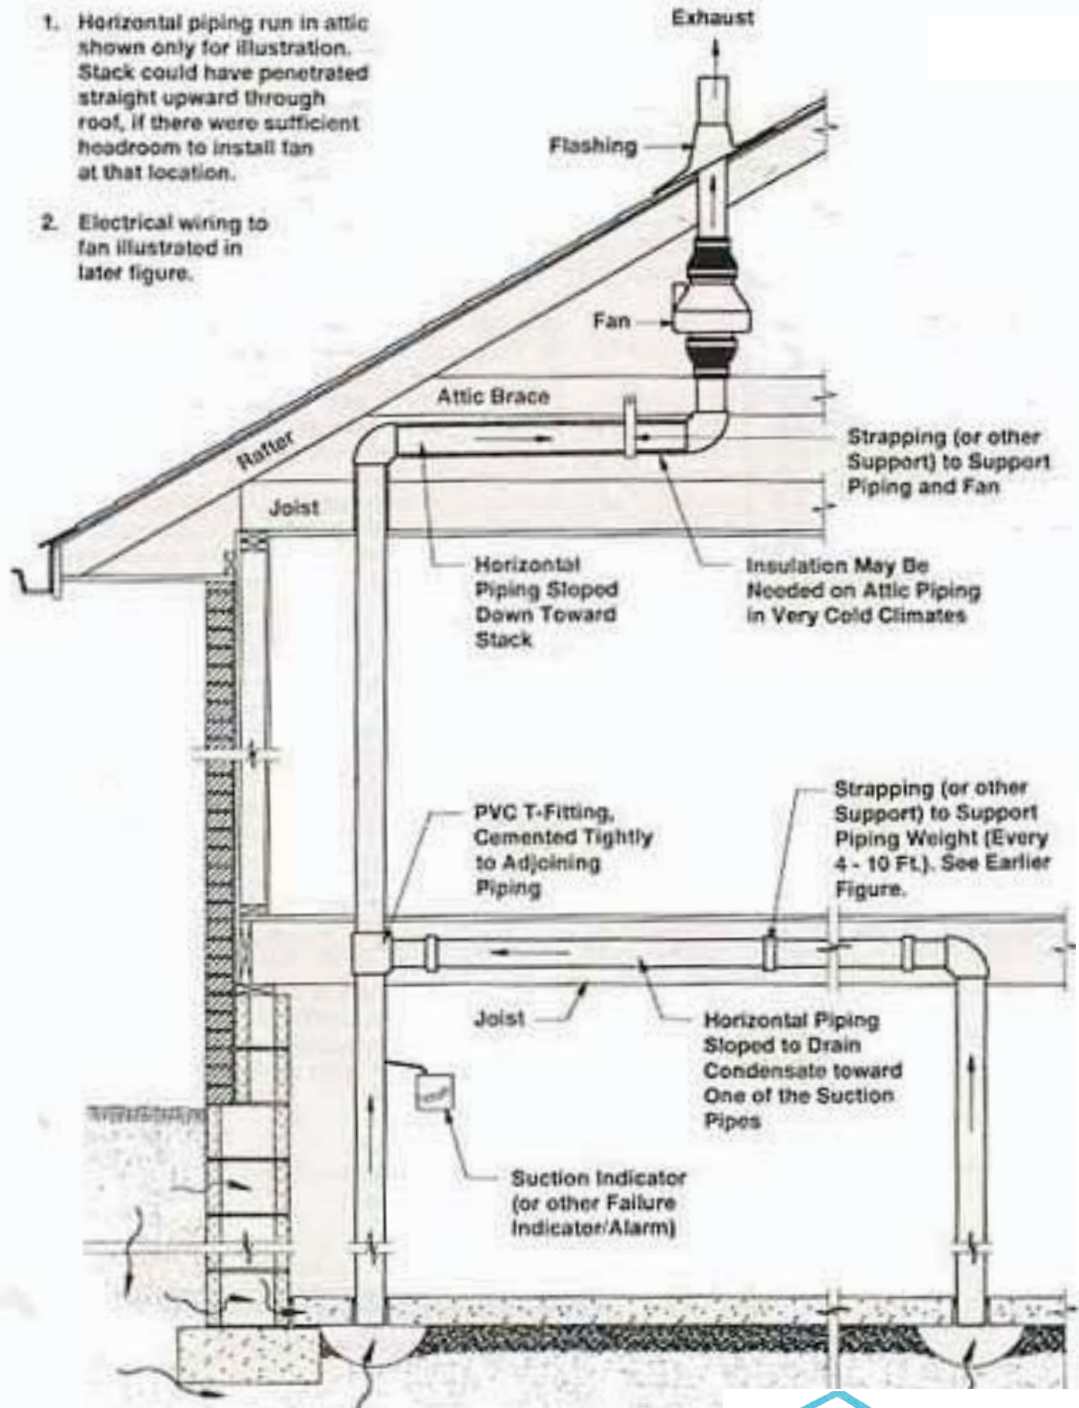 1. Horizontal piping run in attic
shown only for illustration.
Stack could have penetrated
straight upward through
roof, if there were sufficient
headroom to install fan
at that location.
2. Electrical wiring to
fan illustrated in
later figure.
Exhaust
Flashing
Fan
Attic Brace
Rafter
Joist
Strapping (or other
Support) to Support
Piping and Fan
Horizontal
Piping Sloped
Down Toward
Stack
Insulation May Be
Needed on Attic Piping
in Very Cold Climates
PVC T-Fitting,
Cemented Tightly
to Adjoining
Piping
Strapping (or other
Support) to Support
Piping Weight (Every
4 - 10 Ft.). See Earlier
Figure.
Joist
Horizontal Piping
Sloped to Drain
Condensate toward
One of the Suction
Pipes
Suction Indicator
(or other Failure
Indicator/Alarm)